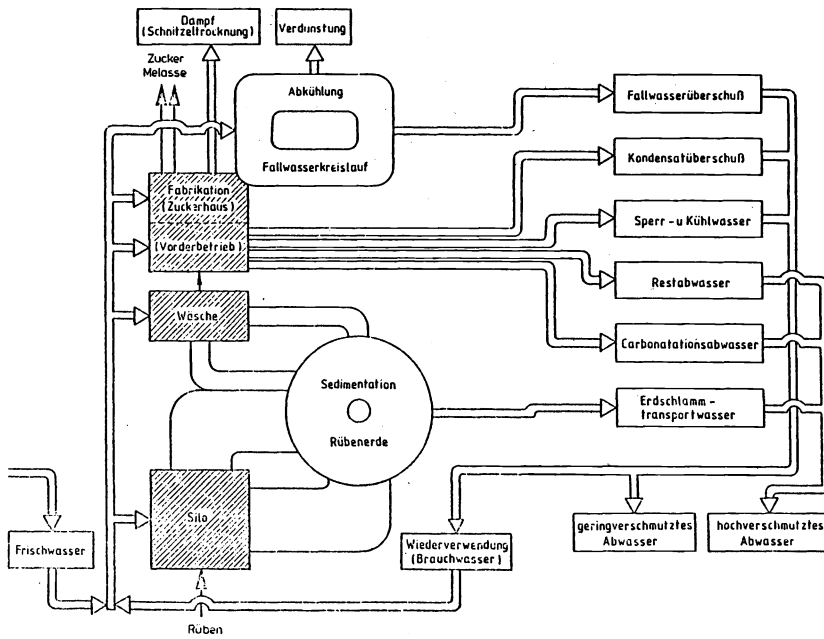 Dampf
(Schnitzeltrocknung)
Verdunstung
Zucker
Melasse
Abkühlung
Fallwasserkreislauf
Fallwasserüberschuß
Kondensatüberschuß
Fabrikation
(Zuckerhaus)
Sperr-u Kühlwasser
(Vorderbetrieb)
Restabwasser
Wäsche
Carbonatationsabwasser
Sedimentation
Rübenerde
Erdschlamm-
transportwasser
Silo
Frischwasser
Wiederverwendung
(Brauchwasser)
geringverschmutztes
Abwasser
hochverschmutztes
Abwasser
Rüben